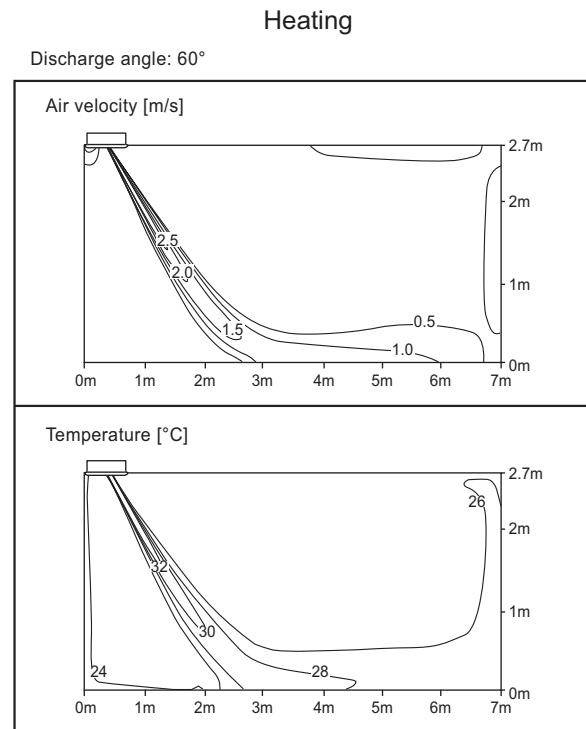 Heating
Discharge angle: 60°
Air velocity [m/s]
2.7m
2m
2.5
2.0
1m
0.5
1.5
1.0
0m
0m 1m 2m 3m 4m 5m 6m 7m
Temperature [°C]
2.7m
26
2m
32
1m
30
24
28
0m
0m 1m 2m 3m 4m 5m 6m 7m